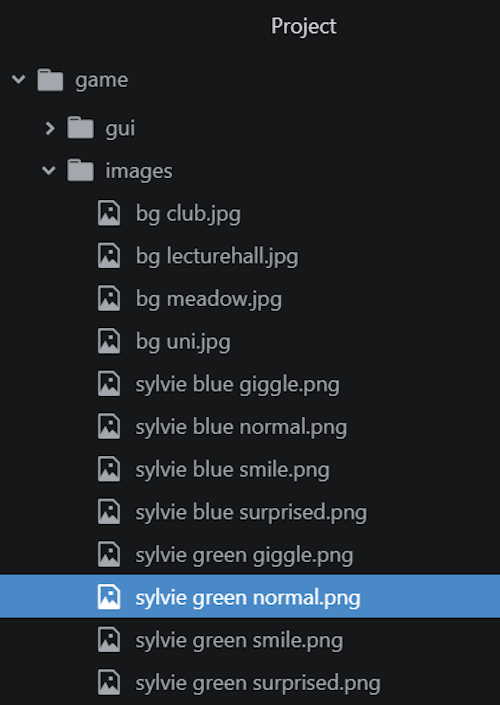 Project
game
gui
images
bg club.jpg
bg lecturehall.jpg
bg meadow.jpg
bg uni.jpg
sylvie blue giggle.png
sylvie blue normal.png
sylvie blue smile.png
sylvie blue surprised.png
sylvie green giggle.png
sylvie green normal.png
sylvie green smile.png
sylvie green surprised.png